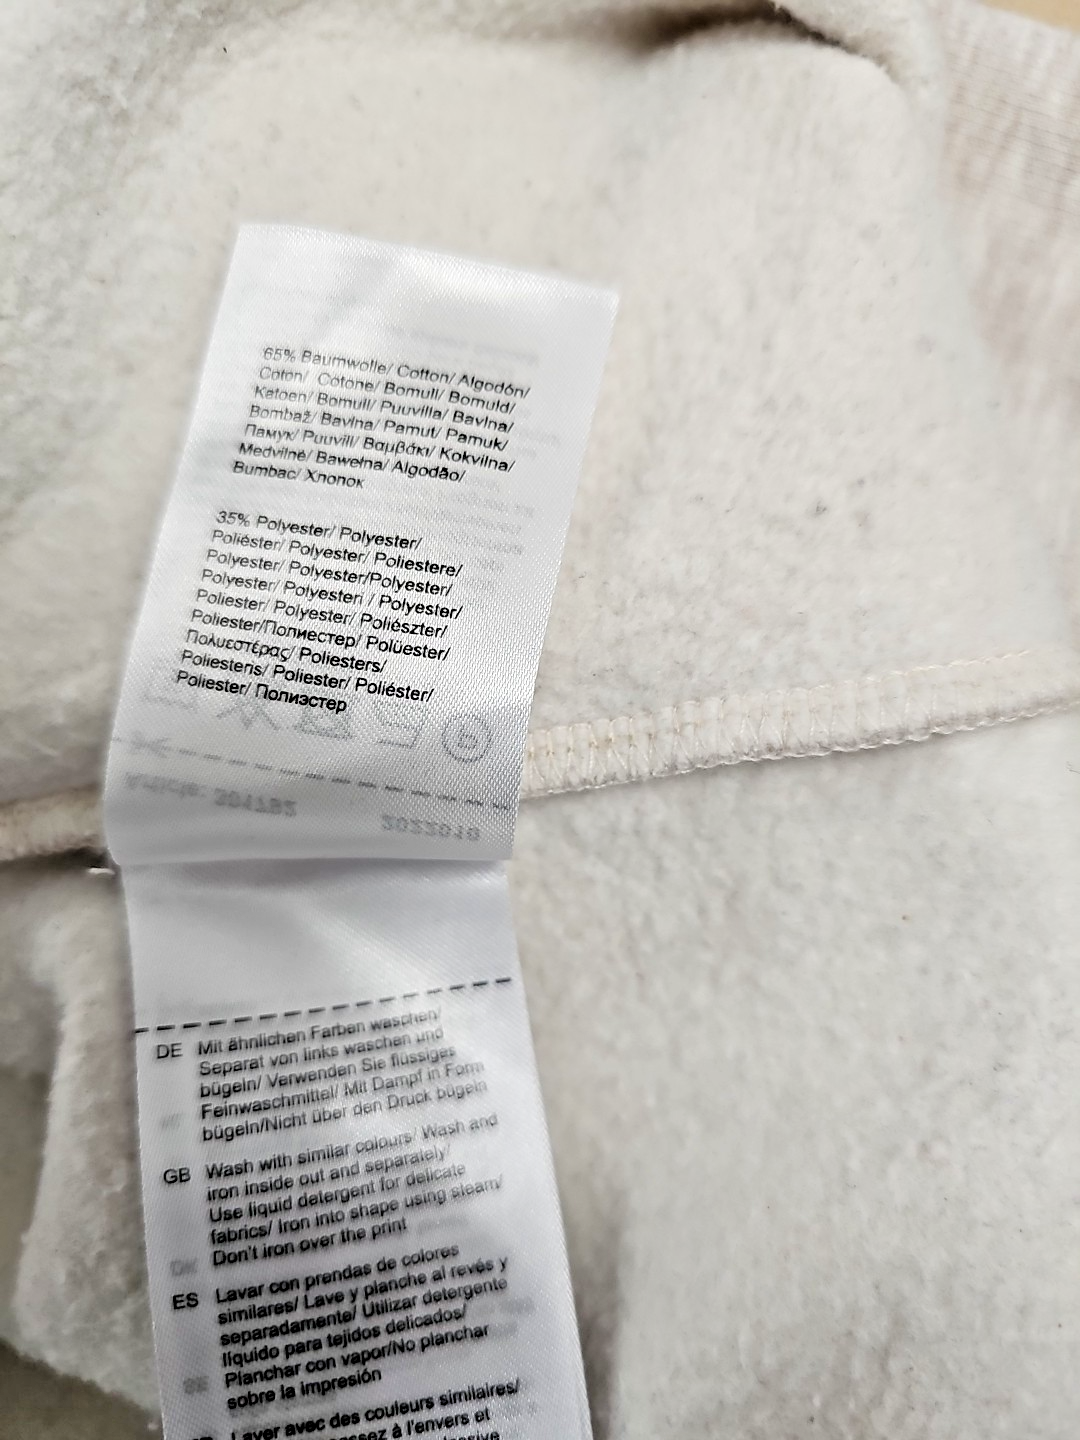 65% Baumwolle/ Cotton/ Algodón/
Coton/ Cotone/ Bomull/ Bomuld/
Katoen/ Bomull/ Puuvilla/ Bavlna/
Bombaž/ Bavlna/ Pamut/ Pamuk/
Памук/ Puuvill/ Βαμβάκι/ Kokvilna/
Medvilnė/ Bawełna/ Algodão/
Bumbac/ Хлопок
35% Polyester/ Polyester/
Poliéster/ Polyester/ Poliestere/
Polyester/ Polyester/Polyester/
Polyester/ Polyesteri / Polyester/
Poliester/ Polyester/ Poliészter/
Poliester/Полиестер/ Polüester/
Πολυεστέρας/ Poliesters/
Poliesteris/ Poliester/ Poliéster/
Poliester/ Полиэстер
Article: 301792
2022010
DE Mit ähnlichen Farben waschen/
Separat von links waschen und
bügeln/ Verwenden Sie flüssiges
Feinwaschmittel/ Mit Dampf in Form
bügeln/Nicht über den Druck bügeln
GB Wash with similar colours/ Wash and
iron inside out and separately/
Use liquid detergent for delicate
fabrics/ Iron into shape using steam/
Don't iron over the print
ES Lavar con prendas de colores
similares/ Lave y planche al revés y
separadamente/ Utilizar detergente
líquido para tejidos delicados/
Planchar con vapor/No planchar
sobre la impresión
Laver avec des couleurs similaires/
à l'envers et